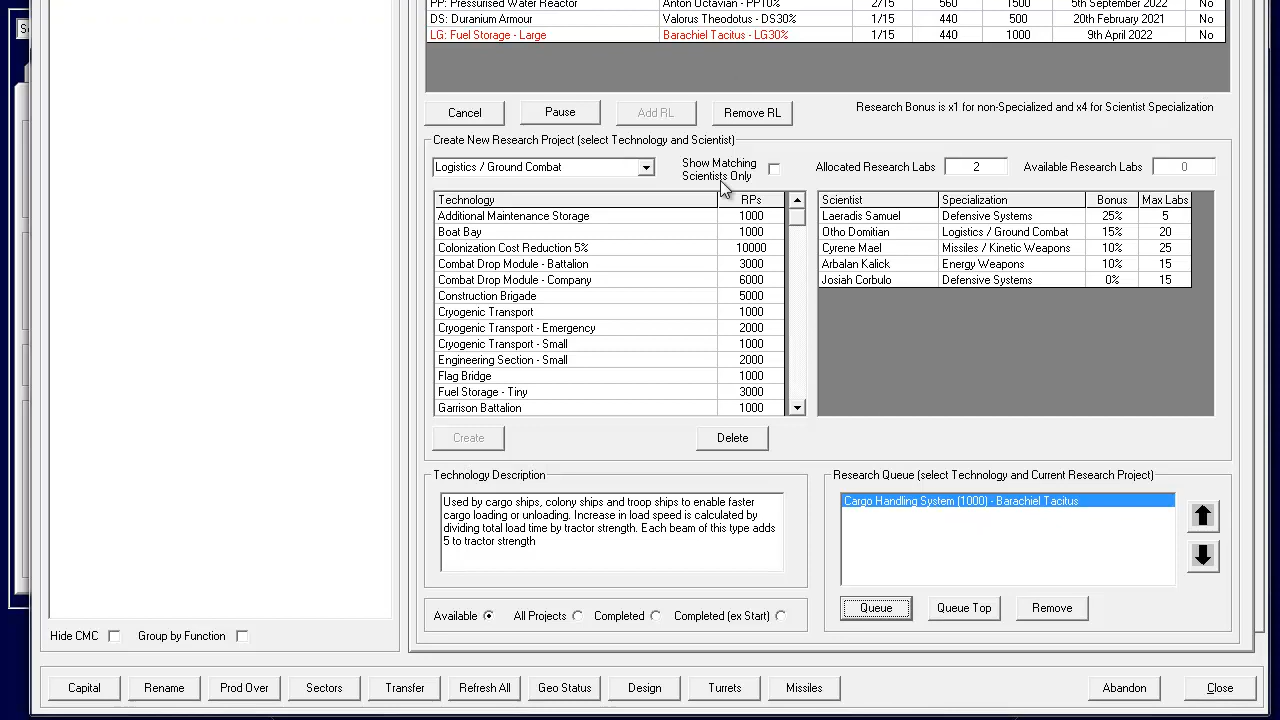 PP: Pressurised Water Reactor Anton Octavian - PP10% 2/15 560 1500 5th September 2022 No
DS: Duranium Armour Valorus Theodotus - DS30% 1/15 440 500 20th February 2021 No
LG: Fuel Storage - Large Barachiel Tacitus - LG30% 1/15 440 1000 9th April 2022 No
Cancel Pause Add RL Remove RL Research Bonus is x1 for non-Specialized and x4 for Scientist Specialization
Create New Research Project (select Technology and Scientist)
Logistics / Ground Combat Show Matching Scientists Only Allocated Research Labs 2 Available Research Labs 0
Technology RPs
Additional Maintenance Storage 1000
Boat Bay 1000
Colonization Cost Reduction 5% 10000
Combat Drop Module - Battalion 3000
Combat Drop Module - Company 6000
Construction Brigade 5000
Cryogenic Transport 1000
Cryogenic Transport - Emergency 2000
Cryogenic Transport - Small 1000
Engineering Section - Small 2000
Flag Bridge 1000
Fuel Storage - Tiny 3000
Garrison Battalion 1000
Scientist Specialization Bonus Max Labs
Laeradis Samuel Defensive Systems 25% 5
Otho Domitian Logistics / Ground Combat 15% 20
Cyrene Mael Missiles / Kinetic Weapons 10% 25
Arbalan Kalick Energy Weapons 10% 15
Josiah Corbulo Defensive Systems 0% 15
Create Delete
Technology Description
Used by cargo ships, colony ships and troop ships to enable faster
cargo loading or unloading. Increase in load speed is calculated by
dividing total load time by tractor strength. Each beam of this type adds
5 to tractor strength
Research Queue (select Technology and Current Research Project)
Cargo Handling System (1000) - Barachiel Tacitus
Available All Projects Completed Completed (ex Start)
Queue Queue Top Remove
Hide CMC Group by Function
Capital Rename Prod Over Sectors Transfer Refresh All Geo Status Design Turrets Missiles Abandon Close